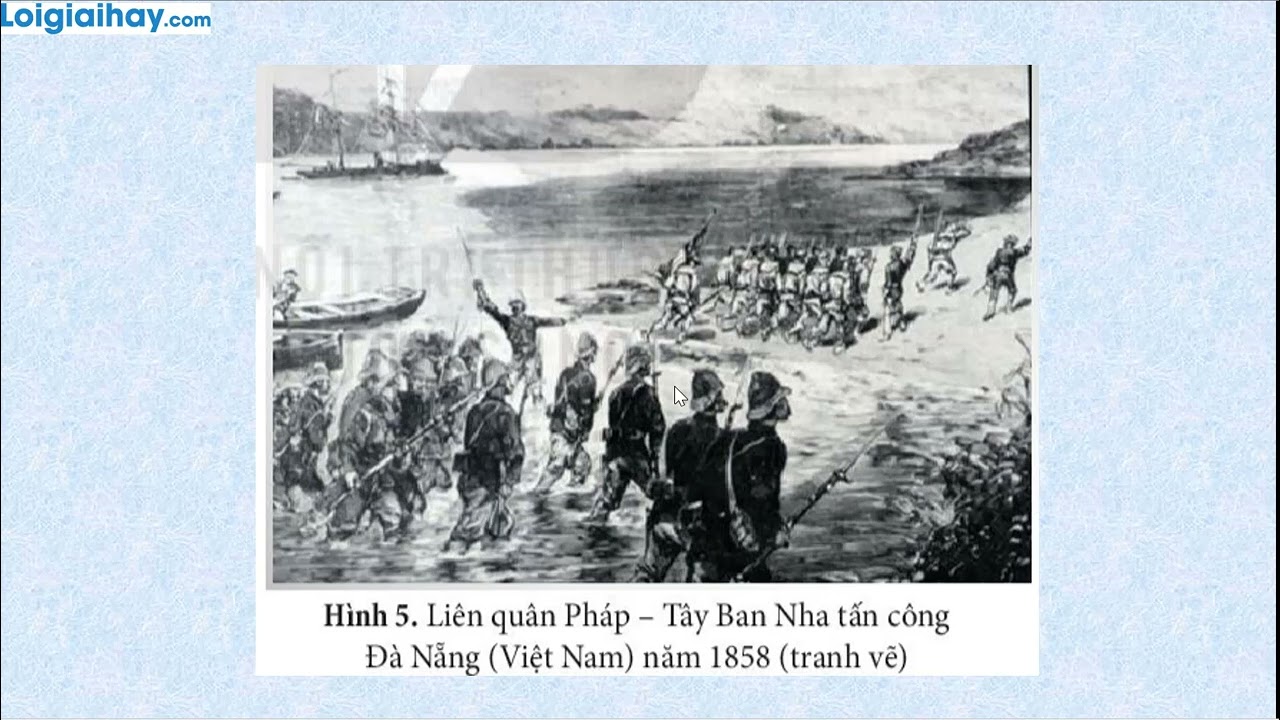 Loigiaihay.com
Hình 5. Liên quân Pháp – Tây Ban Nha tấn công
Đà Nẵng (Việt Nam) năm 1858 (tranh vẽ)